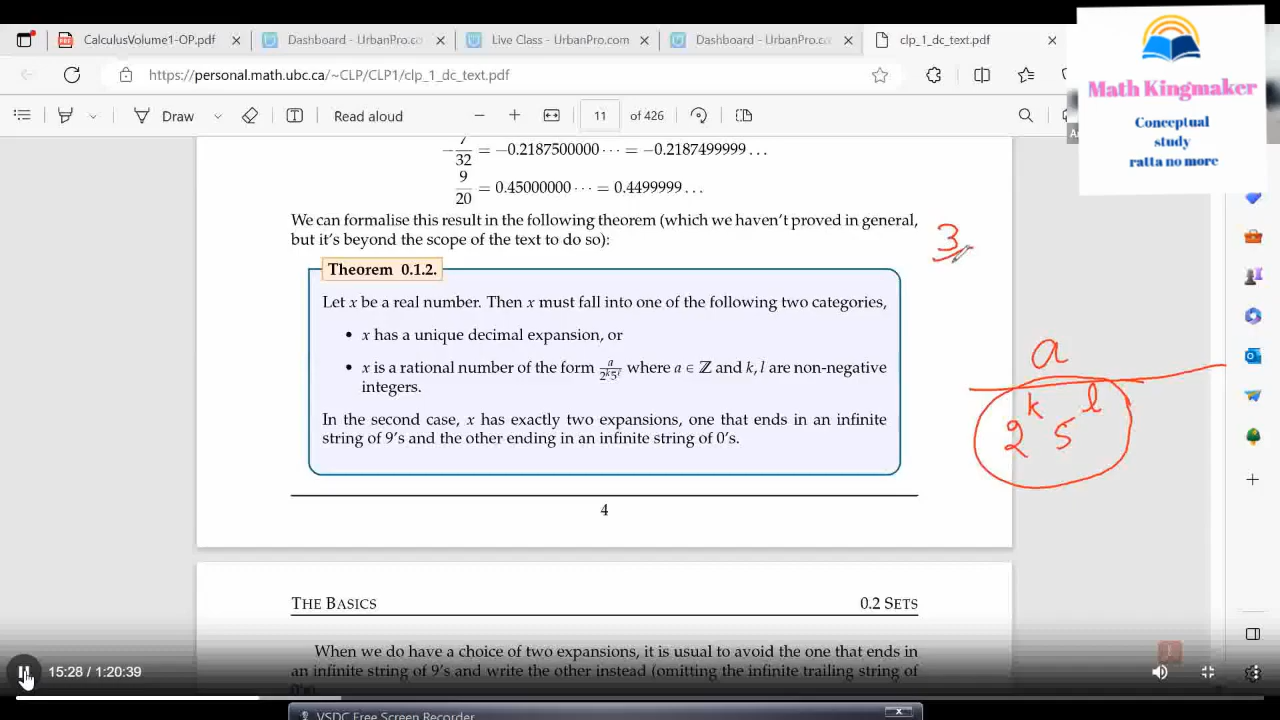 CalculusVolume1-OP.pdf
Dashboard - UrbanPro.co
Live Class - UrbanPro.com
Dashboard - UrbanPro.co
clp_1_dc_text.pdf
https://personal.math.ubc.ca/~CLP/CLP1/clp_1_dc_text.pdf
Draw
Read aloud
11 of 426
Math Kingmaker
Conceptual
study
ratta no more
- 7/32 = −0.2187500000 ··· = −0.2187499999 ...
9/20 = 0.45000000 ··· = 0.4499999 ...
We can formalise this result in the following theorem (which we haven't proved in general,
but it's beyond the scope of the text to do so):
3
Theorem 0.1.2.
Let x be a real number. Then x must fall into one of the following two categories,
• x has a unique decimal expansion, or
• x is a rational number of the form a/2^k5^l where a ∈ ℤ and k, l are non-negative
integers.
In the second case, x has exactly two expansions, one that ends in an infinite
string of 9's and the other ending in an infinite string of 0's.
a
2^k 5^l
4
THE BASICS 0.2 SETS
When we do have a choice of two expansions, it is usual to avoid the one that ends in
an infinite string of 9's and write the other instead (omitting the infinite trailing string of
15:28 / 1:20:39
VSDC Free Screen Recorder